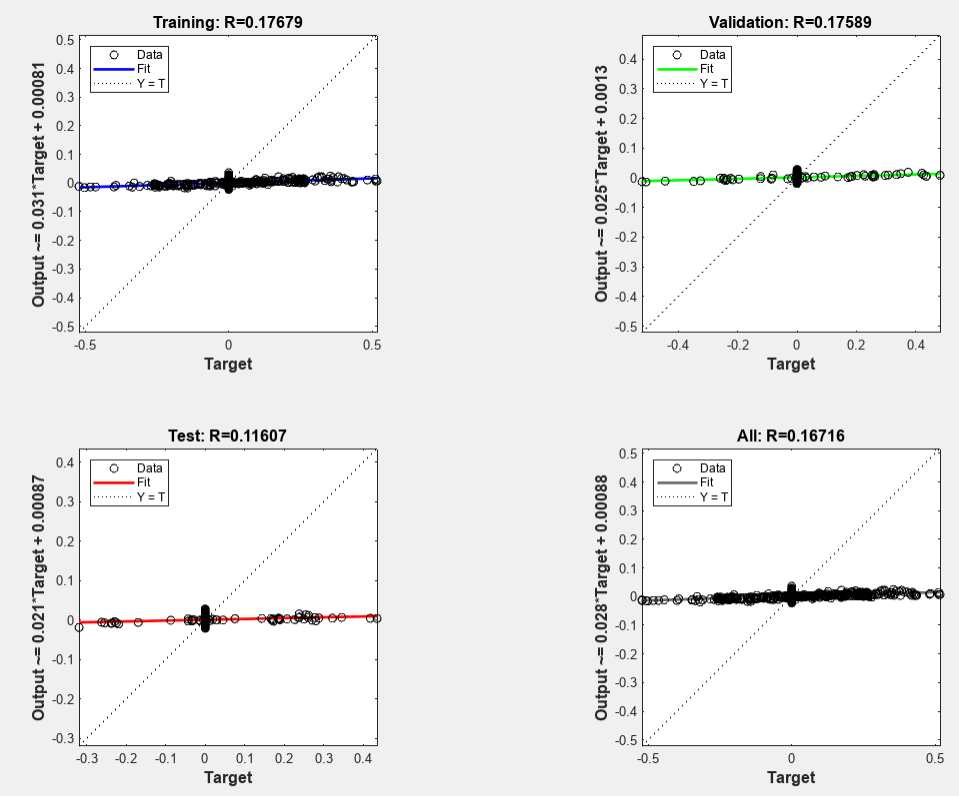 Training: R=0.17679
Output ~= 0.031*Target + 0.00081
0.5
0.4
0.3
0.2
0.1
0
-0.1
-0.2
-0.3
-0.4
-0.5
Data
Fit
Y = T
-0.5
0
0.5
Target
Validation: R=0.17589
Output ~= 0.025*Target + 0.0013
0.4
0.3
0.2
0.1
0
-0.1
-0.2
-0.3
-0.4
-0.5
Data
Fit
Y = T
-0.4
-0.2
0
0.2
0.4
Target
Test: R=0.11607
Output ~= 0.021*Target + 0.00087
0.4
0.3
0.2
0.1
0
-0.1
-0.2
-0.3
Data
Fit
Y = T
-0.3
-0.2
-0.1
0
0.1
0.2
0.3
0.4
Target
All: R=0.16716
Output ~= 0.028*Target + 0.00088
0.5
0.4
0.3
0.2
0.1
0
-0.1
-0.2
-0.3
-0.4
-0.5
Data
Fit
Y = T
-0.5
0
0.5
Target